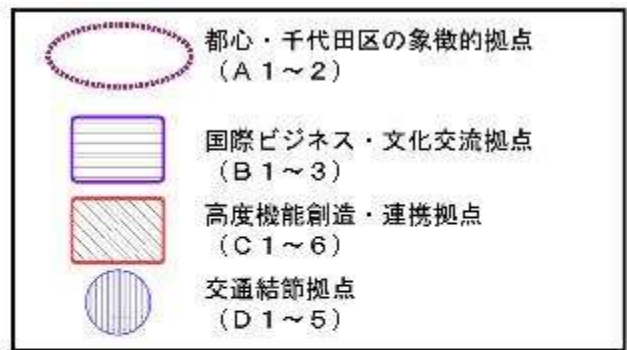 都心・千代田区の象徴的拠点
（Ａ１～２）
国際ビジネス・文化交流拠点
（Ｂ１～３）
高度機能創造・連携拠点
（Ｃ１～６）
交通結節拠点
（Ｄ１～５）